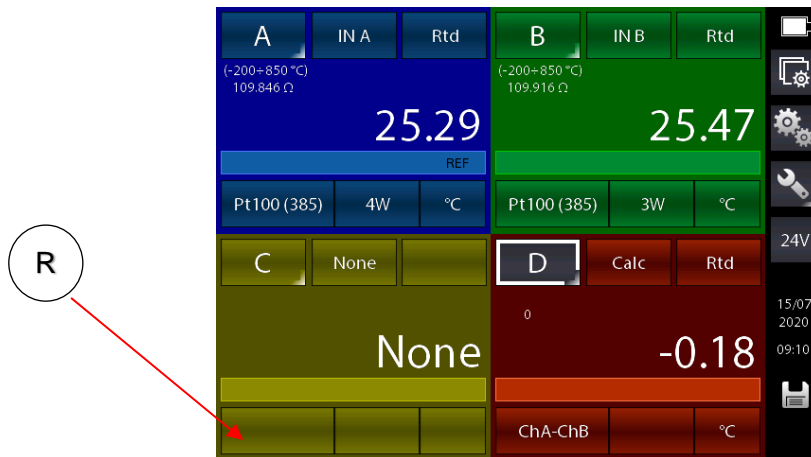 A IN A Rtd
(-200÷850 °C)
109.846 Ω
25.29
REF
Pt100 (385) 4W °C
B IN B Rtd
(-200÷850 °C)
109.916 Ω
25.47
Pt100 (385) 3W °C
R
C None
None
D Calc Rtd
0
-0.18
ChA-ChB °C
24V
15/07
2020
09:10